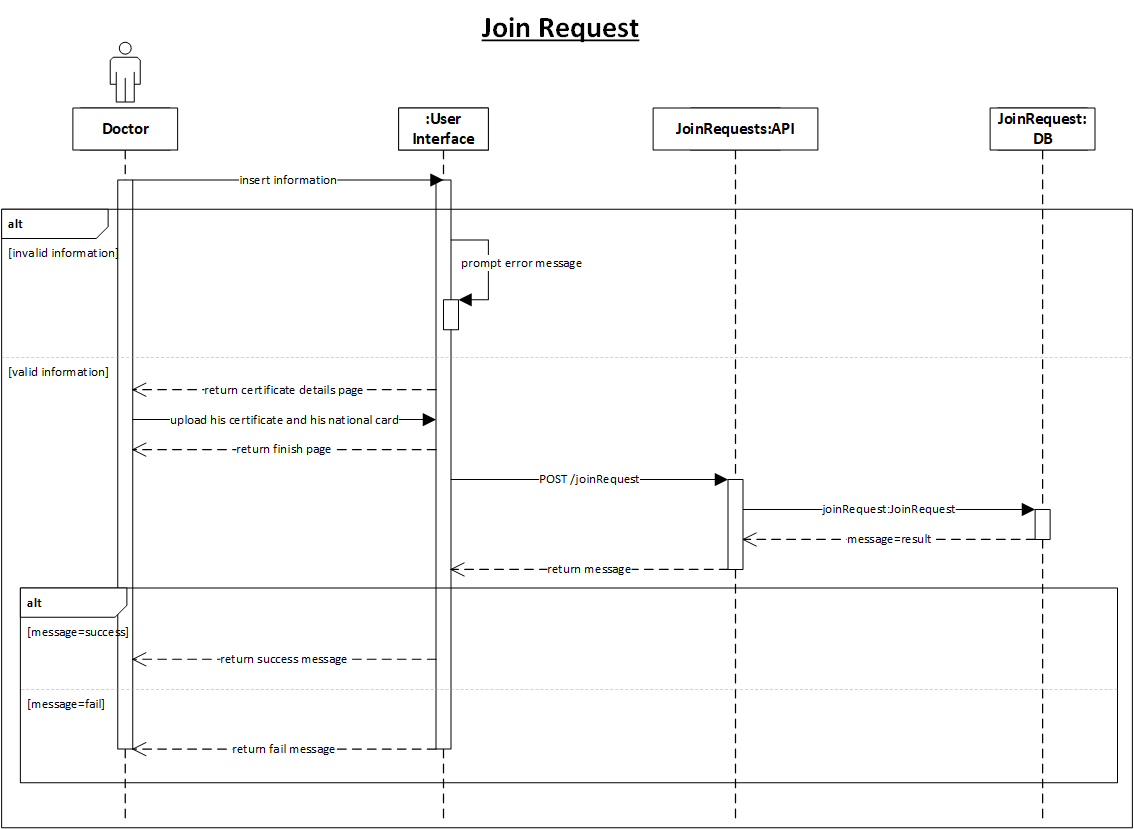 Join Request
Doctor
:User
Interface
JoinRequests:API
JoinRequest:
DB
insert information
alt
[invalid information]
prompt error message
[valid information]
return certificate details page
upload his certificate and his national card
return finish page
POST /joinRequest
joinRequest:JoinRequest
message=result
return message
alt
[message=success]
return success message
[message=fail]
return fail message